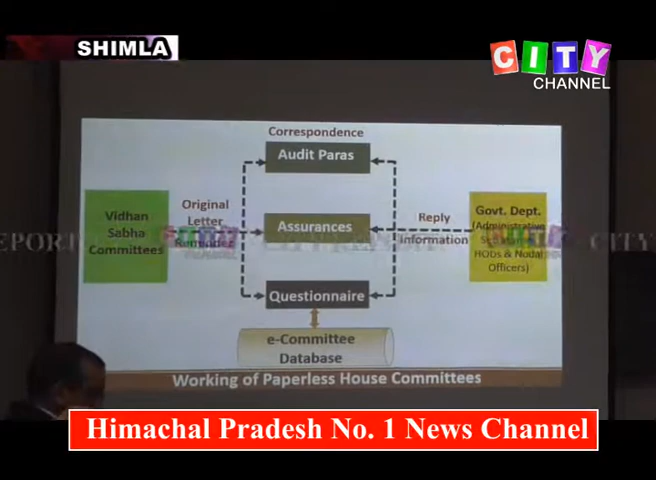 SHIMLA
CITY
CHANNEL
Correspondence
Audit Paras
Original
Letter
Reminder
Vidhan
Sabha
Committees
Assurances
Reply
Information
Govt. Dept.
(Administrative
HODs & Nodal
Officers)
Questionnaire
e-Committee
Database
Working of Paperless House Committees
Himachal Pradesh No. 1 News Channel